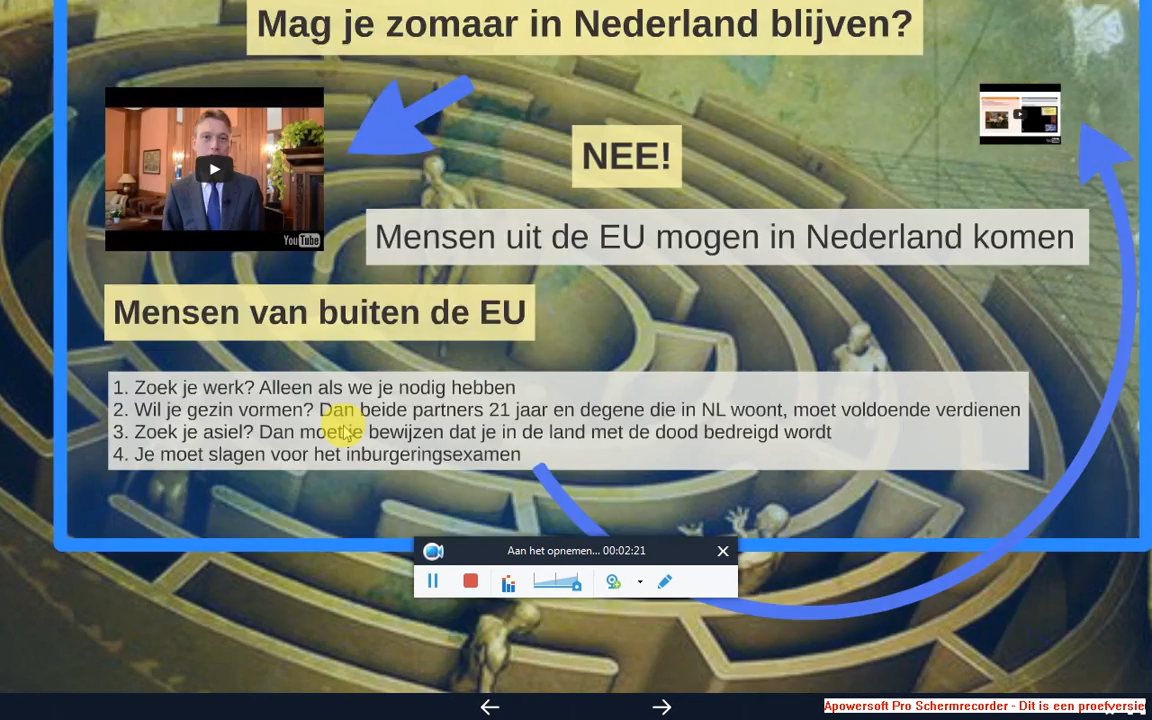 Mag je zomaar in Nederland blijven?
NEE!
YouTube
YouTube
Mensen uit de EU mogen in Nederland komen
Mensen van buiten de EU
1. Zoek je werk? Alleen als we je nodig hebben
2. Wil je gezin vormen? Dan beide partners 21 jaar en degene die in NL woont, moet voldoende verdienen
3. Zoek je asiel? Dan moet je bewijzen dat je in de land met de dood bedreigd wordt
4. Je moet slagen voor het inburgeringsexamen
Aan het opnemen... 00:02:21
Apowersoft Pro Schermrecorder - Dit is een proefversie